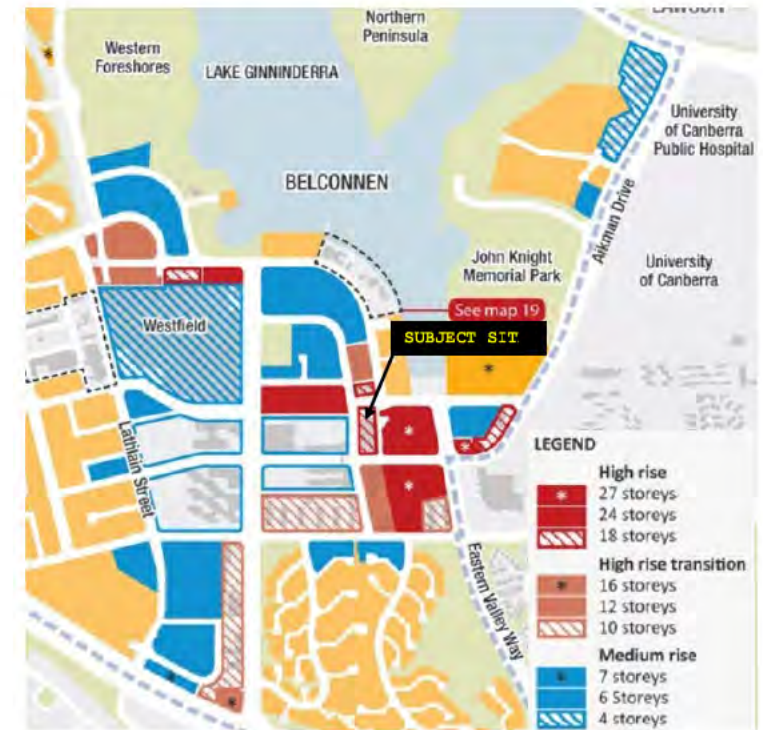 Northern
Peninsula
Western
Foreshores
LAKE GINNINDERRA
University
of Canberra
Public Hospital
BELCONNEN
Aikman Drive
John Knight
Memorial Park
University
of Canberra
See map 19
Westfield
SUBJECT SIT
Lathlain Street
Eastern Valley Way
LEGEND
High rise
* 27 storeys
24 storeys
18 storeys
High rise transition
* 16 storeys
12 storeys
10 storeys
Medium rise
* 7 storeys
6 Storeys
4 storeys